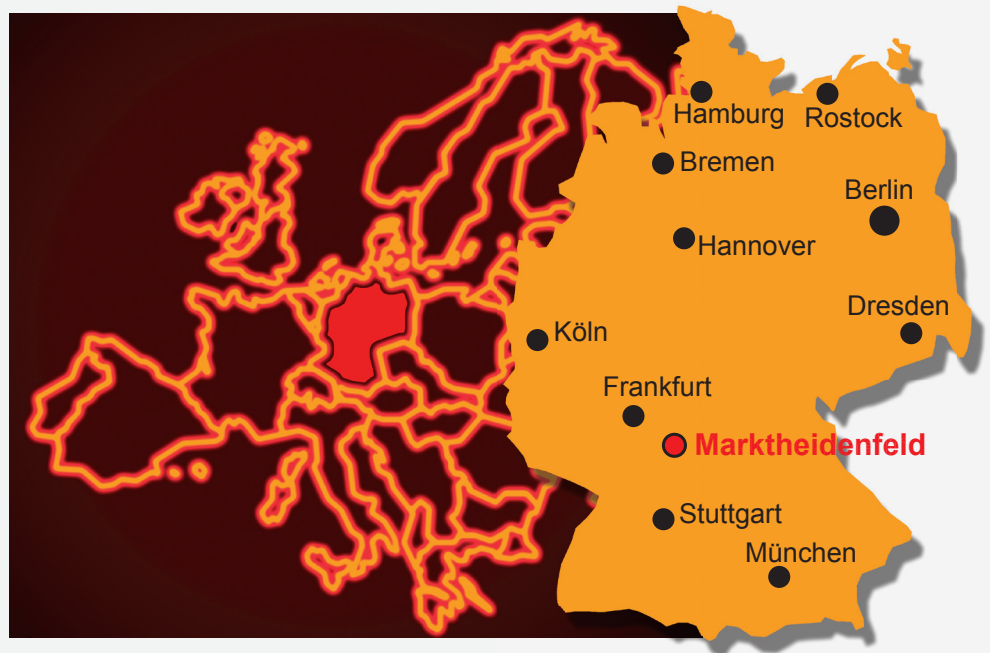 Hamburg
Rostock
Bremen
Berlin
Hannover
Dresden
Köln
Frankfurt
Marktheidenfeld
Stuttgart
München